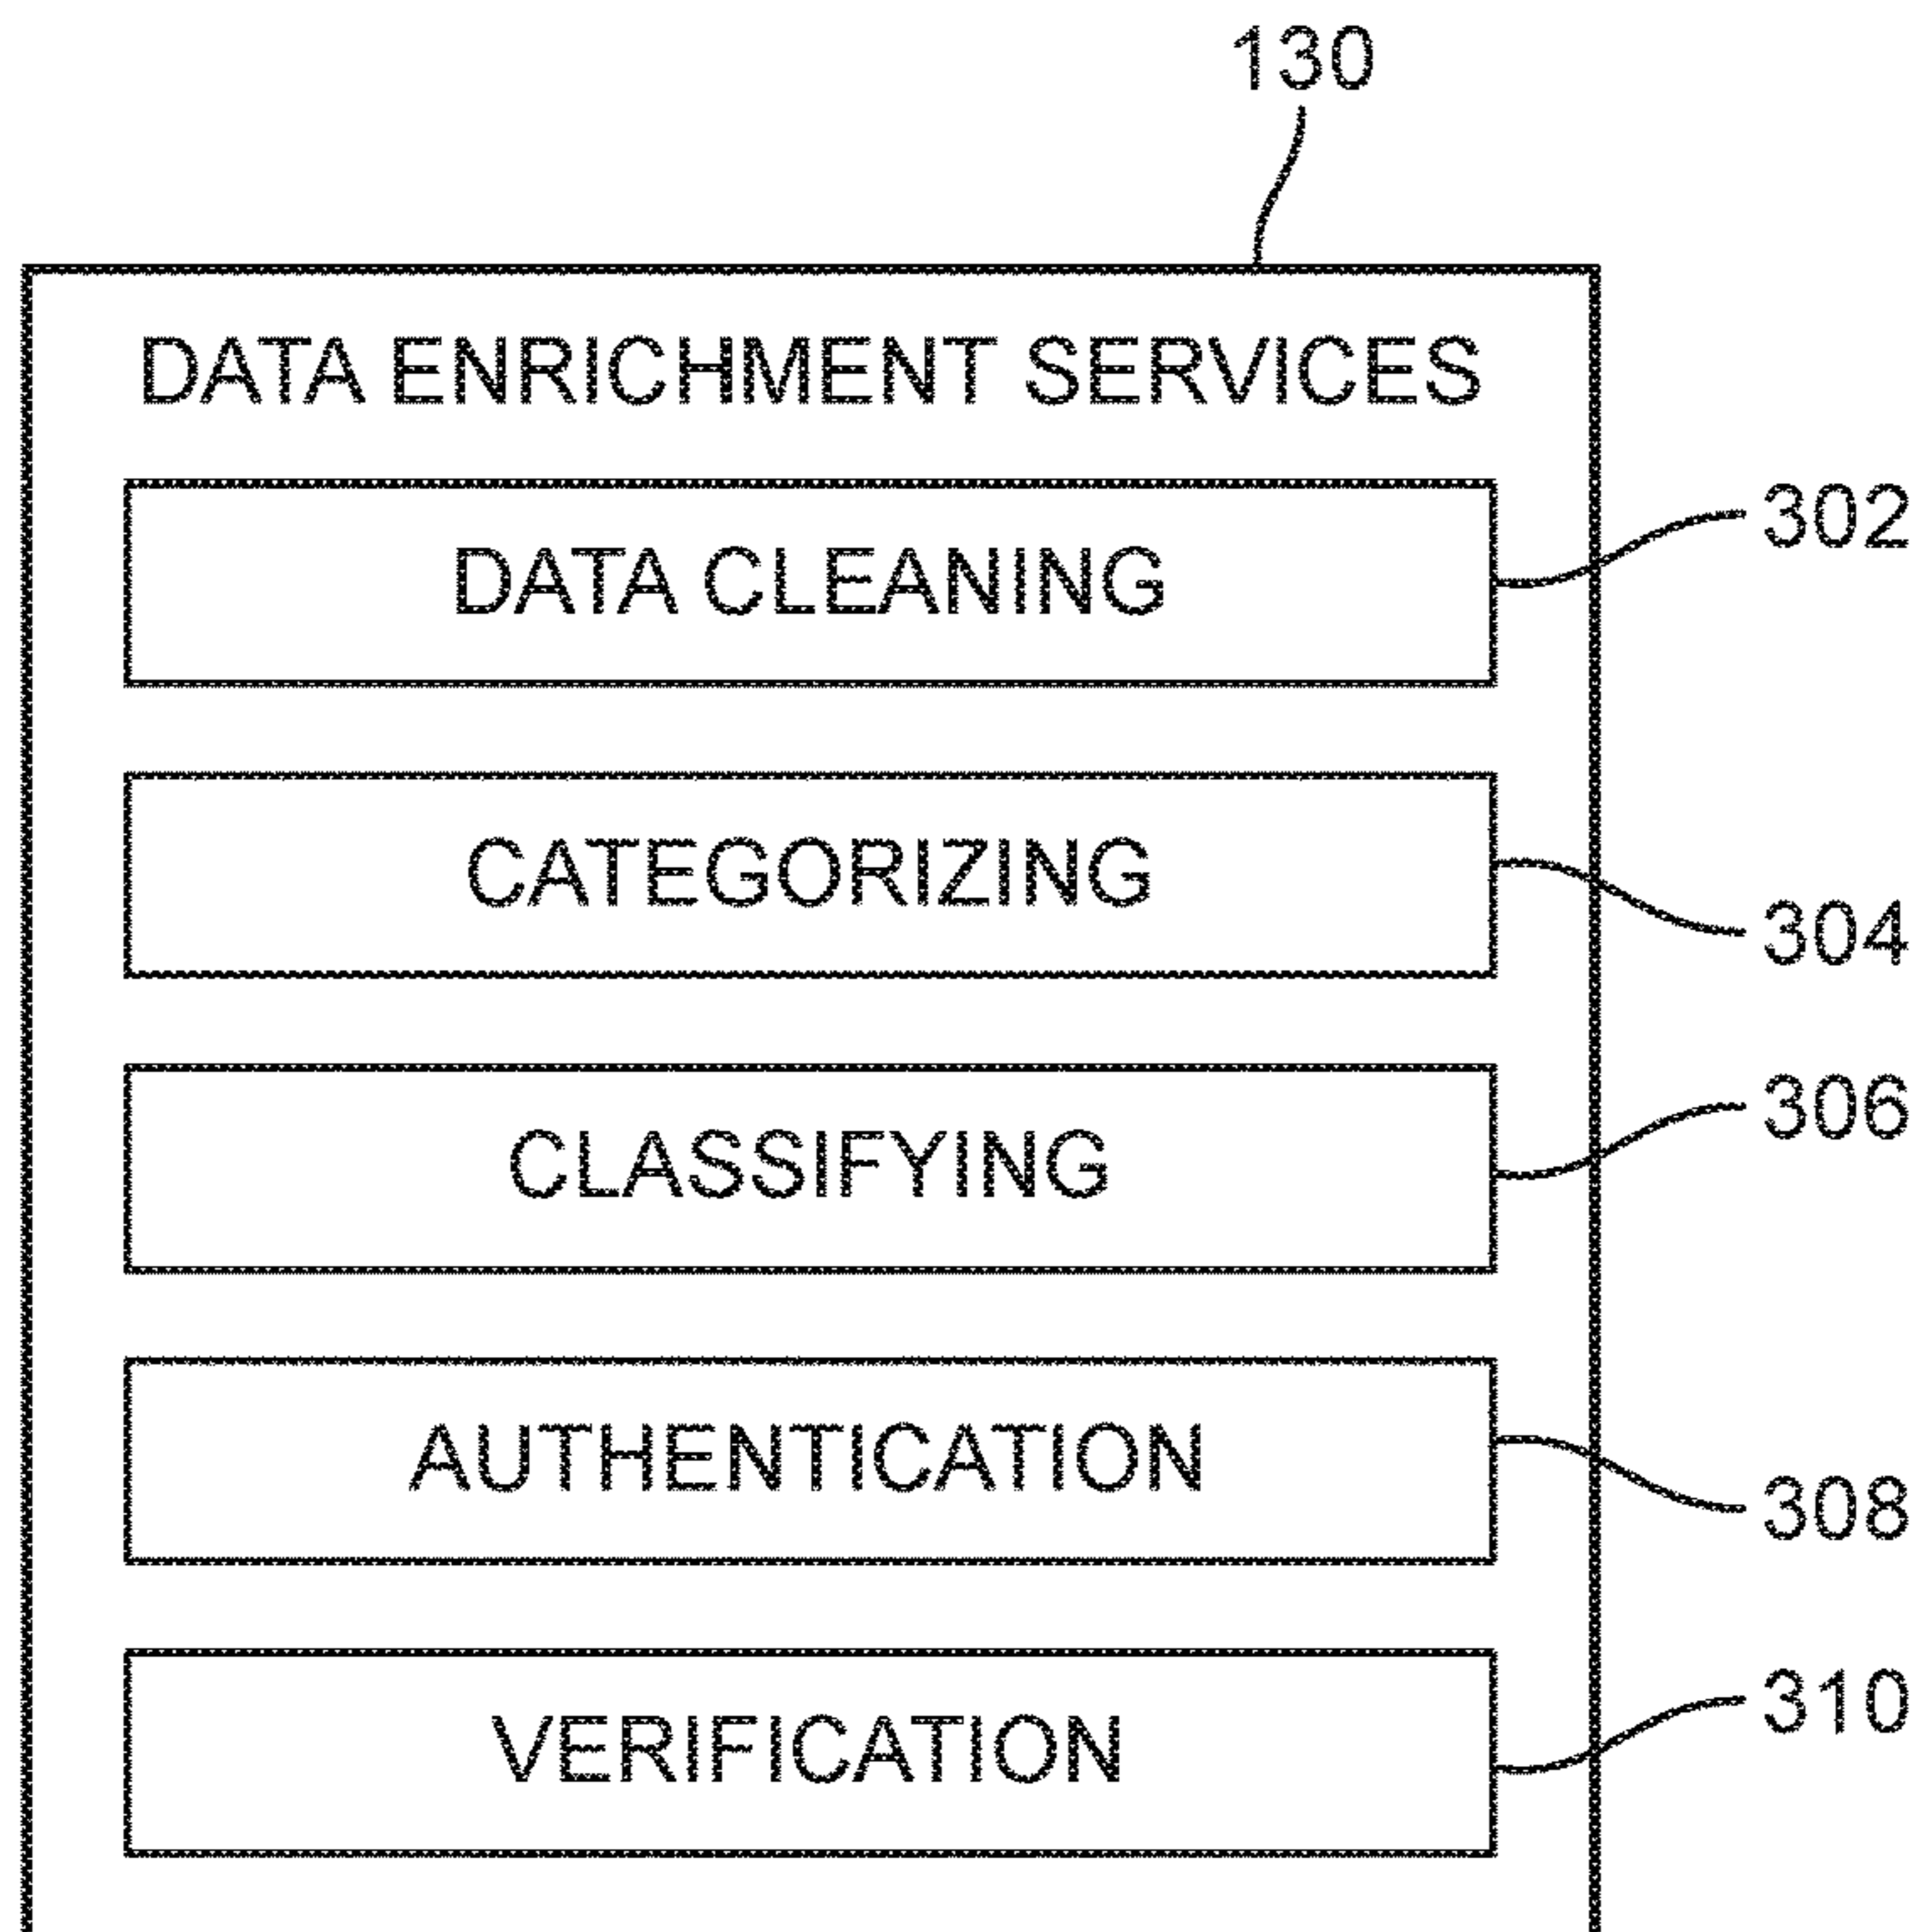 130
DATA ENRICHMENT SERVICES
DATA CLEANING
302
CATEGORIZING
304
CLASSIFYING
306
AUTHENTICATION
308
VERIFICATION
310